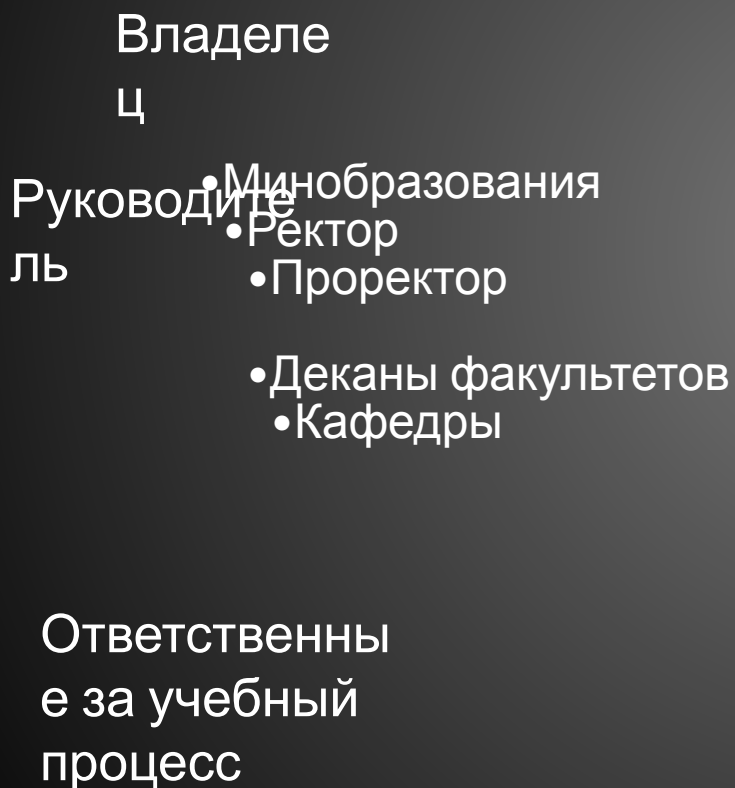 Владеле
ц
•Минобразования
Руководите
•Ректор
ль
•Проректор
•Деканы факультетов
•Кафедры
Ответственны
е за учебный
процесс